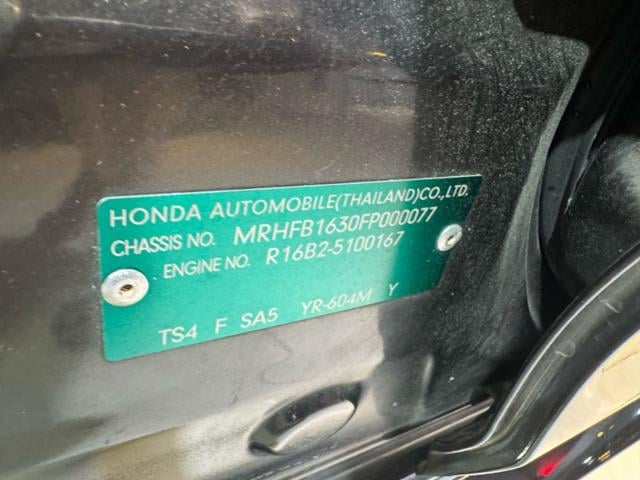 HONDA AUTOMOBILE(THAILAND)CO.,LTD.
CHASSIS NO. MRHFB1630FP000077
ENGINE NO. R16B2-5100167
TS4 F SA5 YR-604M Y